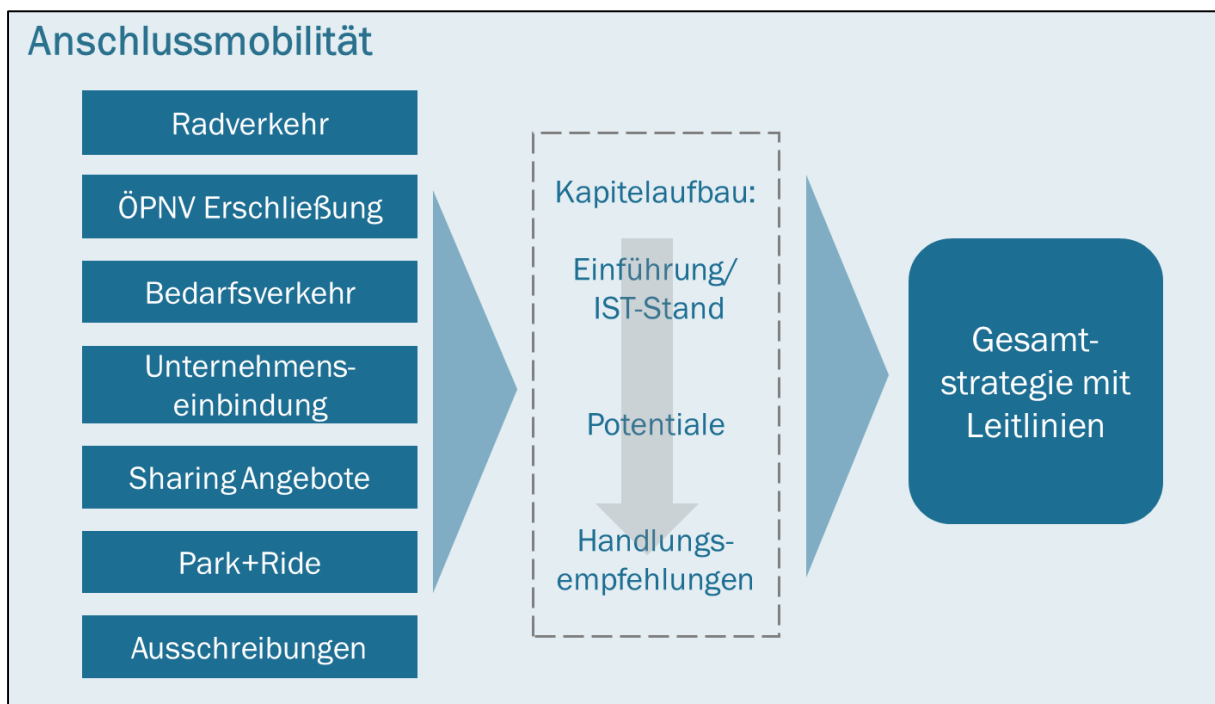 Anschlussmobilität
Radverkehr
ÖPNV Erschließung
Bedarfsverkehr
Unternehmens-
einbindung
Sharing Angebote
Park+Ride
Ausschreibungen
Kapitelaufbau:
Einführung/
IST-Stand
Potentiale
Handlungs-
empfehlungen
Gesamt-
strategie mit
Leitlinien